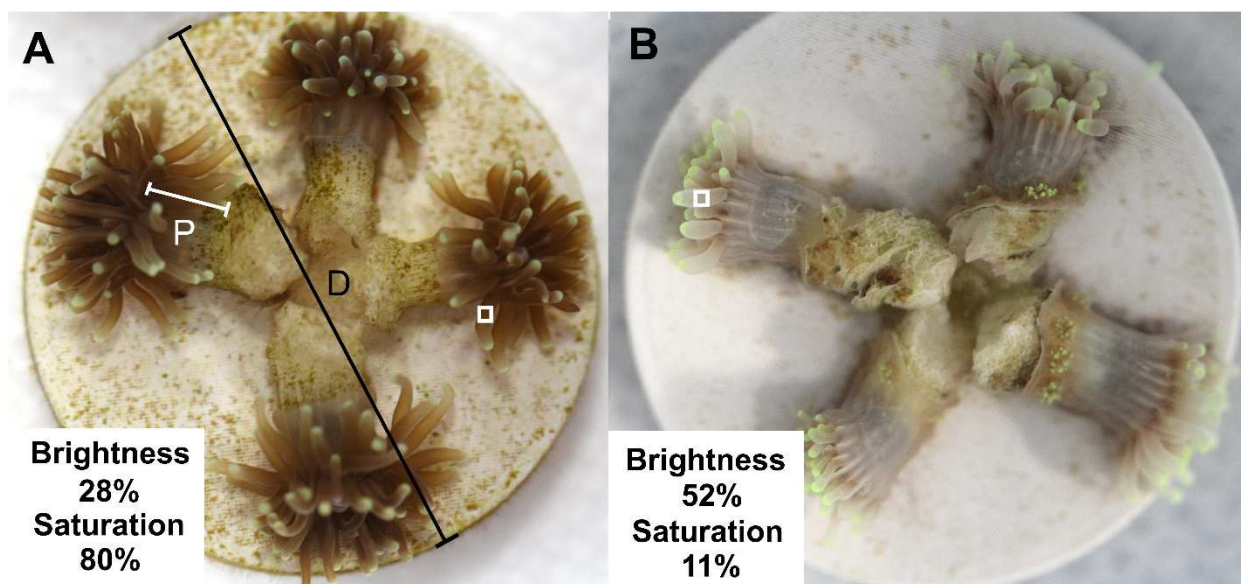 A
P
D
Brightness
28%
Saturation
80%
B
Brightness
52%
Saturation
11%